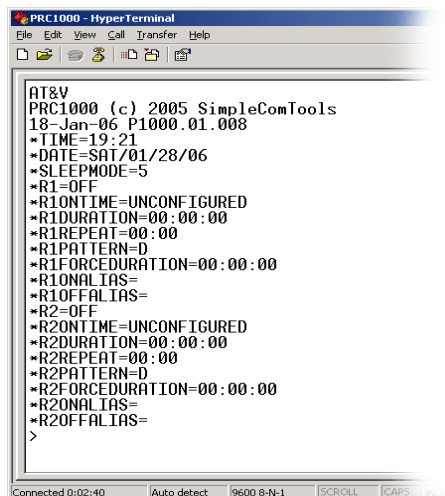 PRC1000 - HyperTerminal
File Edit View Call Transfer Help
AT&V
PRC1000 (c) 2005 SimpleComTools
18-Jan-06 P1000.01.008
*TIME=19:21
*DATE=SAT/01/28/06
*SLEEPMODE=5
*R1=OFF
*R1ONTIME=UNCONFIGURED
*R1DURATION=00:00:00
*R1REPEAT=00:00
*R1PATTERN=D
*R1FORCEDURATION=00:00:00
*R1ONALIAS=
*R1OFFALIAS=
*R2=OFF
*R2ONTIME=UNCONFIGURED
*R2DURATION=00:00:00
*R2REPEAT=00:00
*R2PATTERN=D
*R2FORCEDURATION=00:00:00
*R2ONALIAS=
*R2OFFALIAS=
>
Connected 0:02:40 Auto detect 9600 8-N-1 SCROLL CAPS